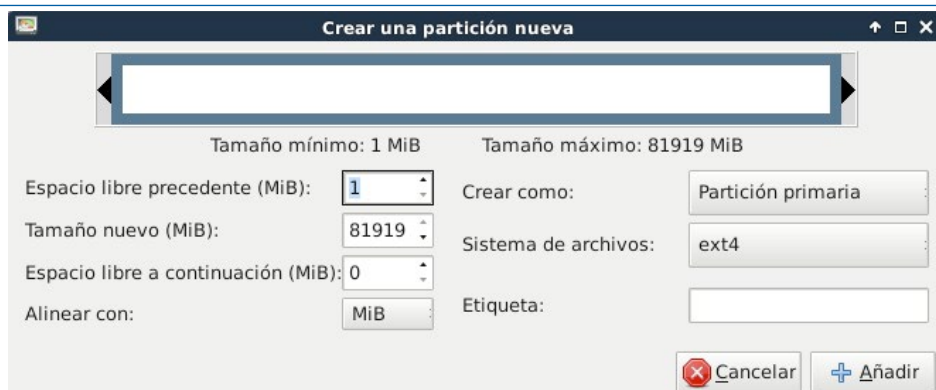 Crear una partición nueva
Tamaño mínimo: 1 MiB Tamaño máximo: 81919 MiB
Espacio libre precedente (MiB): 1
Tamaño nuevo (MiB): 81919
Espacio libre a continuación (MiB): 0
Alinear con: MiB
Crear como: Partición primaria
Sistema de archivos: ext4
Etiqueta:
Cancelar Añadir